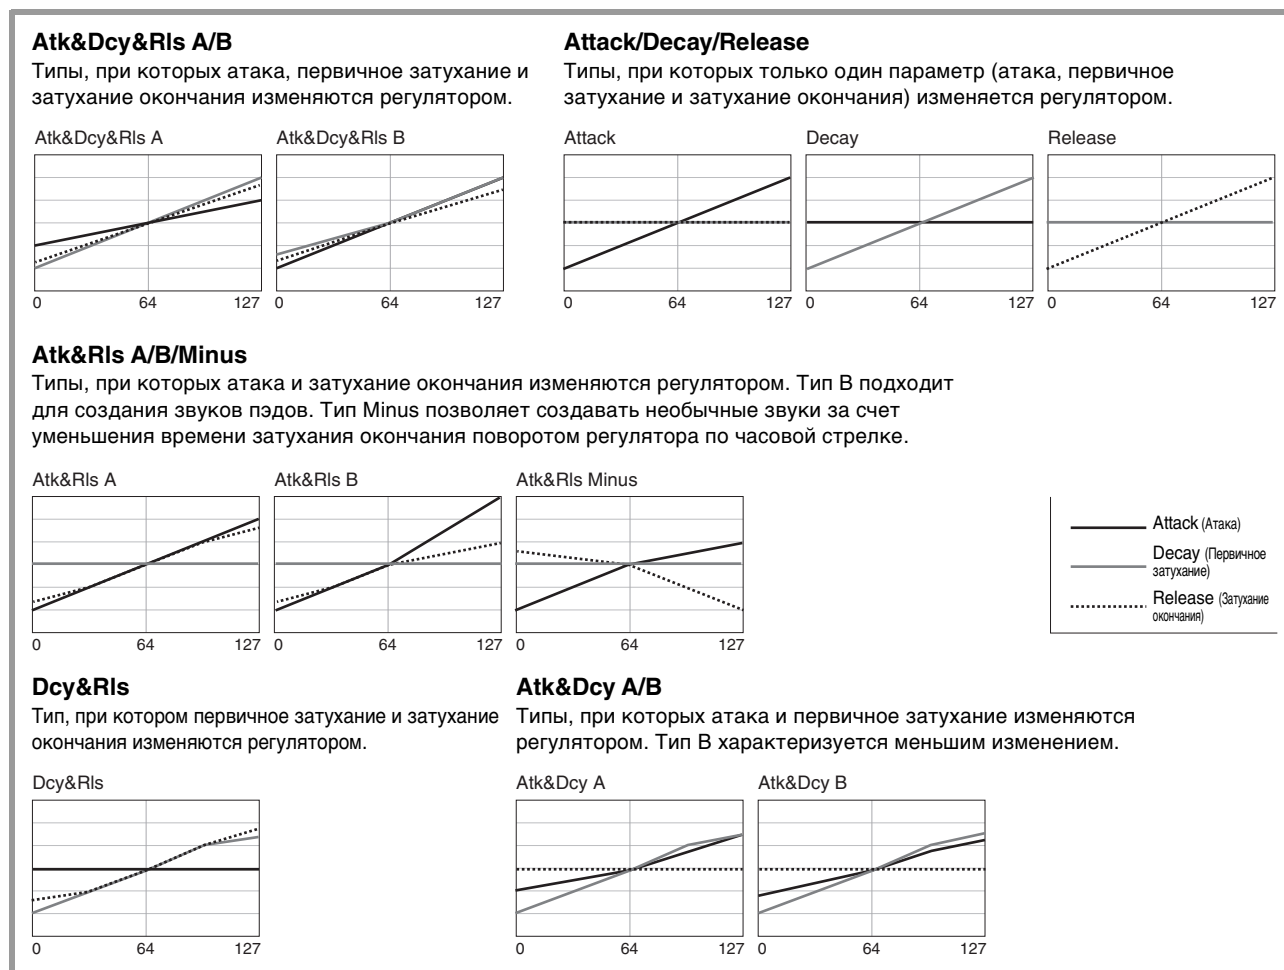 Atk&Dcy&Rls A/B
Типы, при которых атака, первичное затухание и
затухание окончания изменяются регулятором.
Atk&Dcy&Rls A
Atk&Dcy&Rls B
0 64 127
0 64 127
Attack/Decay/Release
Типы, при которых только один параметр (атака, первичное
затухание и затухание окончания) изменяется регулятором.
Attack
Decay
Release
0 64 127
0 64 127
0 64 127
Atk&Rls A/B/Minus
Типы, при которых атака и затухание окончания изменяются регулятором. Тип B подходит
для создания звуков пэдов. Тип Minus позволяет создавать необычные звуки за счет
уменьшения времени затухания окончания поворотом регулятора по часовой стрелке.
Atk&Rls A
Atk&Rls B
Atk&Rls Minus
0 64 127
0 64 127
0 64 127
Attack (Атака)
Decay (Первичное
затухание)
Release (Затухание
окончания)
Dcy&Rls
Тип, при котором первичное затухание и затухание
окончания изменяются регулятором.
Dcy&Rls
0 64 127
Atk&Dcy A/B
Типы, при которых атака и первичное затухание изменяются
регулятором. Тип B характеризуется меньшим изменением.
Atk&Dcy A
Atk&Dcy B
0 64 127
0 64 127